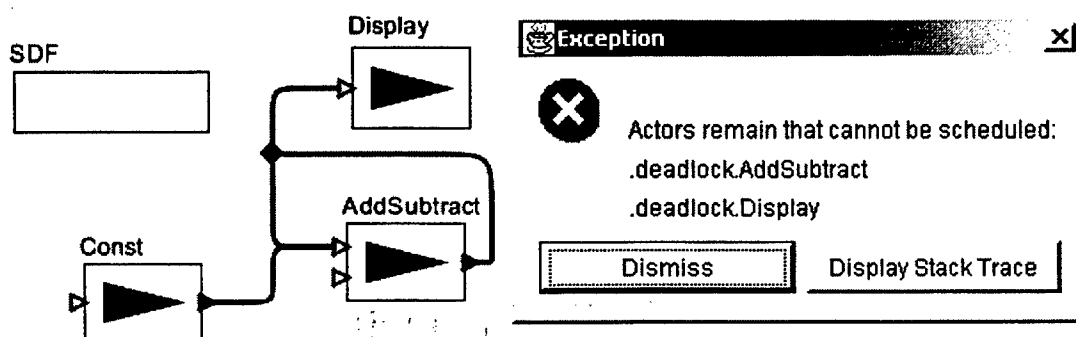 SDF
Display
Const
AddSubtract
Exception
Actors remain that cannot be scheduled:
.deadlock.AddSubtract
.deadlock.Display
Dismiss
Display Stack Trace